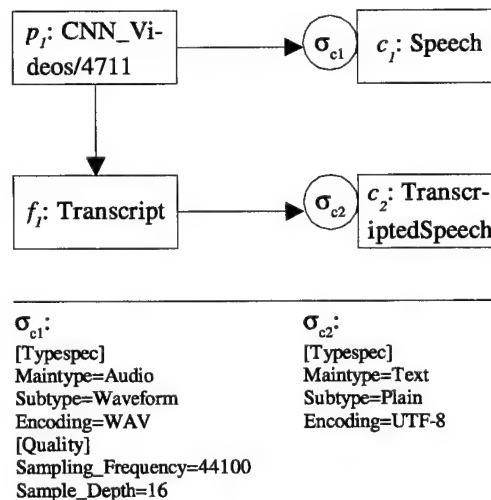 p₁: CNN_Vi-
deos/4711
σc1
c₁: Speech
f₁: Transcript
σc2
c₂: Transcr-
iptedSpeech
σc1:
[Typespec]
Maintype=Audio
Subtype=Waveform
Encoding=WAV
[Quality]
Sampling_Frequency=44100
Sample_Depth=16
σc2:
[Typespec]
Maintype=Text
Subtype=Plain
Encoding=UTF-8